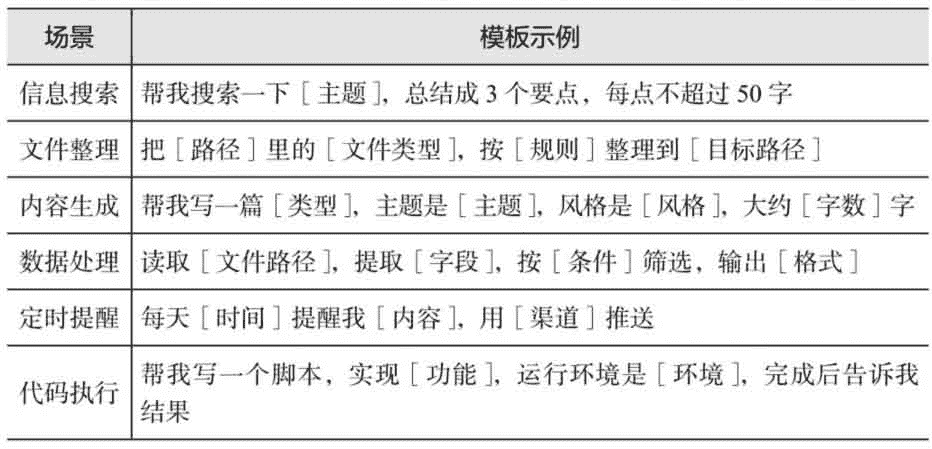 场景 模板示例
信息搜索 帮我搜索一下［主题］，总结成 3 个要点，每点不超过 50 字
文件整理 把［路径］里的［文件类型］，按［规则］整理到［目标路径］
内容生成 帮我写一篇［类型］，主题是［主题］，风格是［风格］，大约［字数］字
数据处理 读取［文件路径］，提取［字段］，按［条件］筛选，输出［格式］
定时提醒 每天［时间］提醒我［内容］，用［渠道］推送
代码执行 帮我写一个脚本，实现［功能］，运行环境是［环境］，完成后告诉我
结果